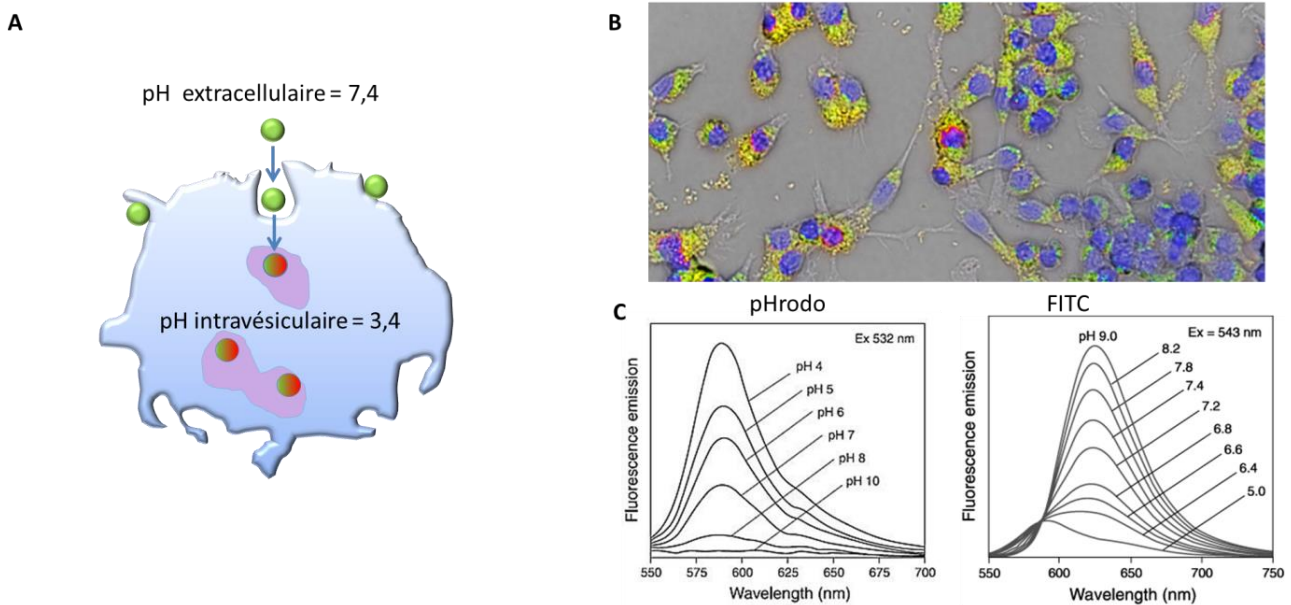 A
pH extracellulaire = 7,4
pH intravésiculaire = 3,4
B
C
pHrodo
Fluorescence emission
Ex 532 nm
pH 4
pH 5
pH 6
pH 7
pH 8
pH 10
550 575 600 625 650 675 700
Wavelength (nm)
FITC
Fluorescence emission
pH 9.0
Ex = 543 nm
8.2
7.8
7.4
7.2
6.8
6.6
6.4
5.0
550 600 650 700 750
Wavelength (nm)